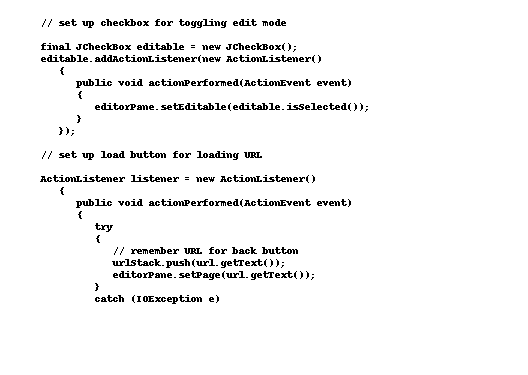 // set up checkbox for toggling edit mode
final JCheckBox editable = new JCheckBox();
editable.addActionListener(new ActionListener()
{
public void actionPerformed(ActionEvent event)
{
editorPane.setEditable(editable.isSelected());
}
});
// set up load button for loading URL
ActionListener listener = new ActionListener()
{
public void actionPerformed(ActionEvent event)
{
try
{
// remember URL for back button
urlStack.push(url.getText());
editorPane.setPage(url.getText());
}
catch (IOException e)